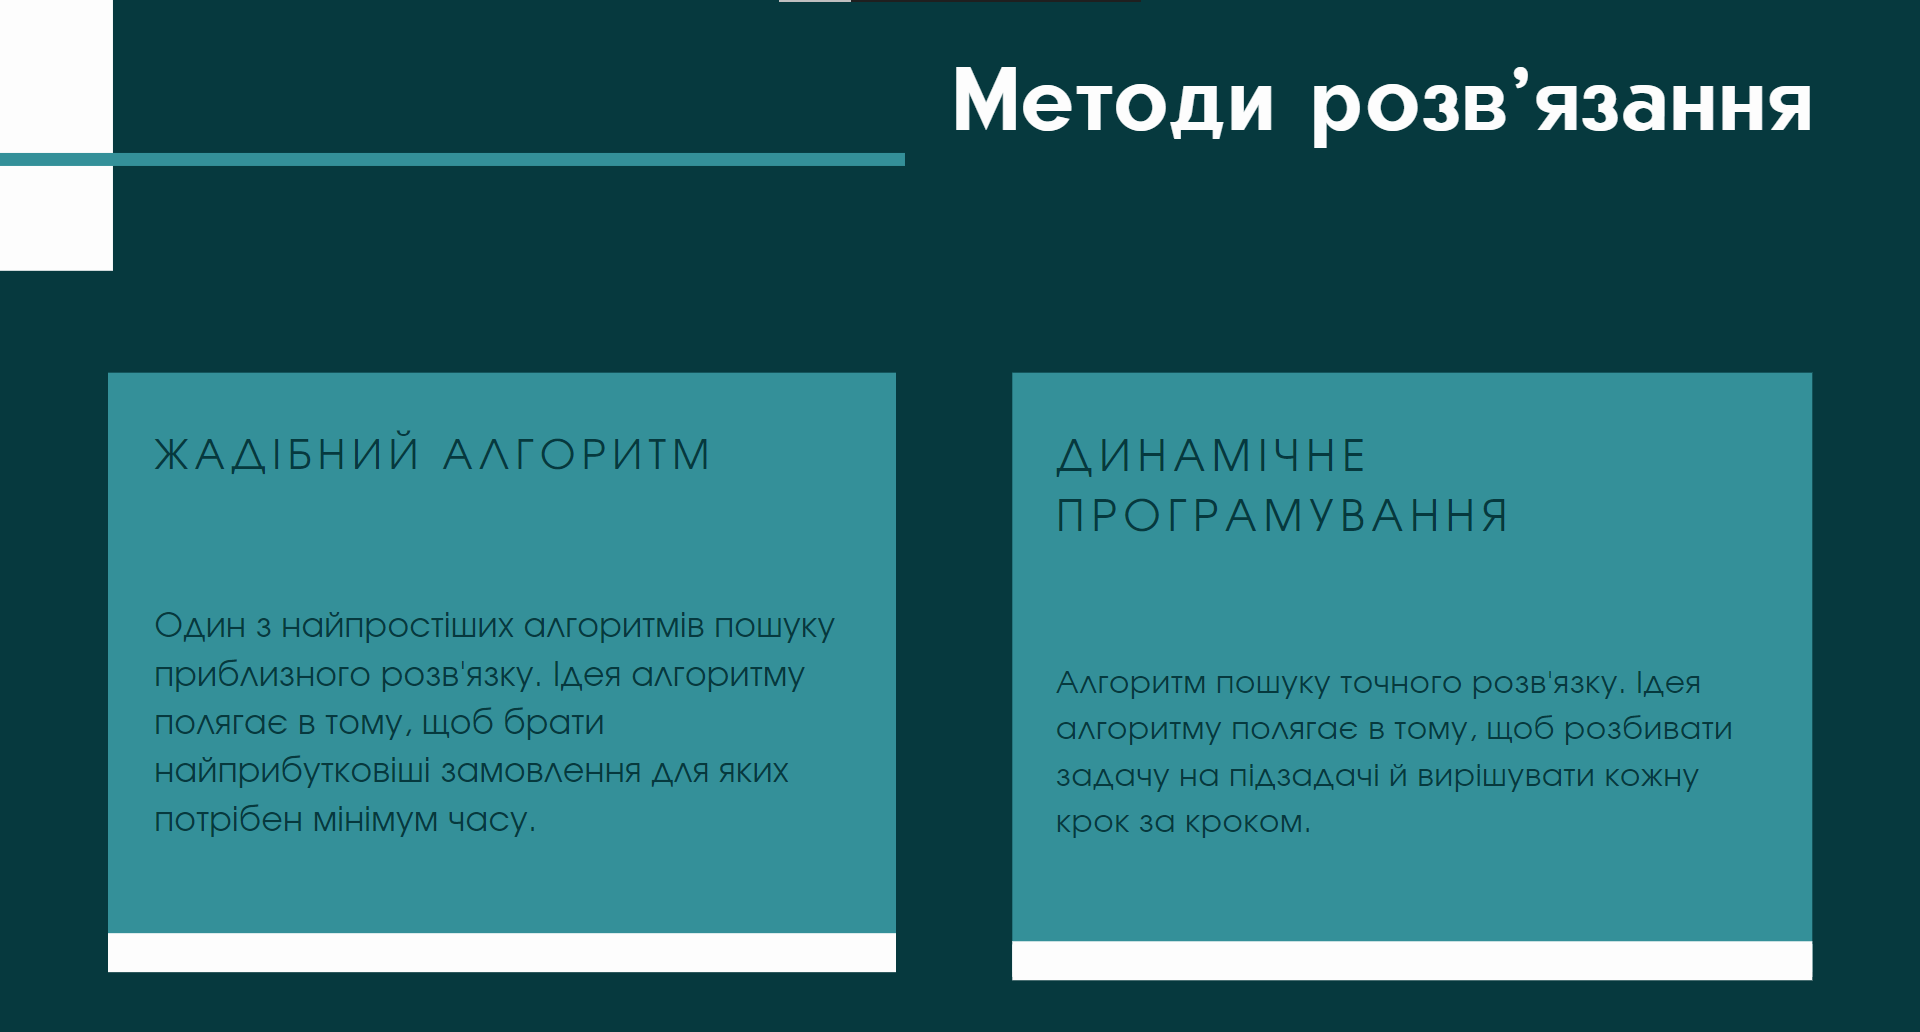 Методи розв’язання
ЖАДІБНИЙ АЛГОРИТМ
Один з найпростіших алгоритмів пошуку
приблизного розв'язку. Ідея алгоритму
полягає в тому, щоб брати
найприбутковіші замовлення для яких
потрібен мінімум часу.
ДИНАМІЧНЕ
ПРОГРАМУВАННЯ
Алгоритм пошуку точного розв'язку. Ідея
алгоритму полягає в тому, щоб розбивати
задачу на підзадачі й вирішувати кожну
крок за кроком.